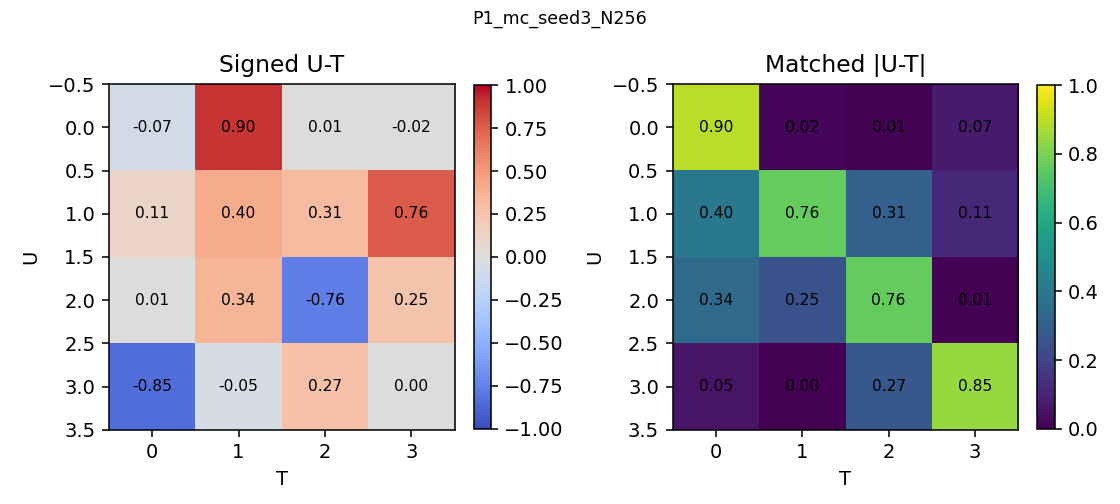 P1_mc_seed3_N256
Signed U-T
Matched |U-T|
−0.5
0.0
0.5
1.0
1.5
2.0
2.5
3.0
3.5
U
-0.07 0.90 0.01 -0.02
0.11 0.40 0.31 0.76
0.01 0.34 -0.76 0.25
-0.85 -0.05 0.27 0.00
0 1 2 3
T
1.00
0.75
0.50
0.25
0.00
−0.25
−0.50
−0.75
−1.00
−0.5
0.0
0.5
1.0
1.5
2.0
2.5
3.0
3.5
U
0.90 0.02 0.01 0.07
0.40 0.76 0.31 0.11
0.34 0.25 0.76 0.01
0.05 0.00 0.27 0.85
0 1 2 3
T
1.0
0.8
0.6
0.4
0.2
0.0